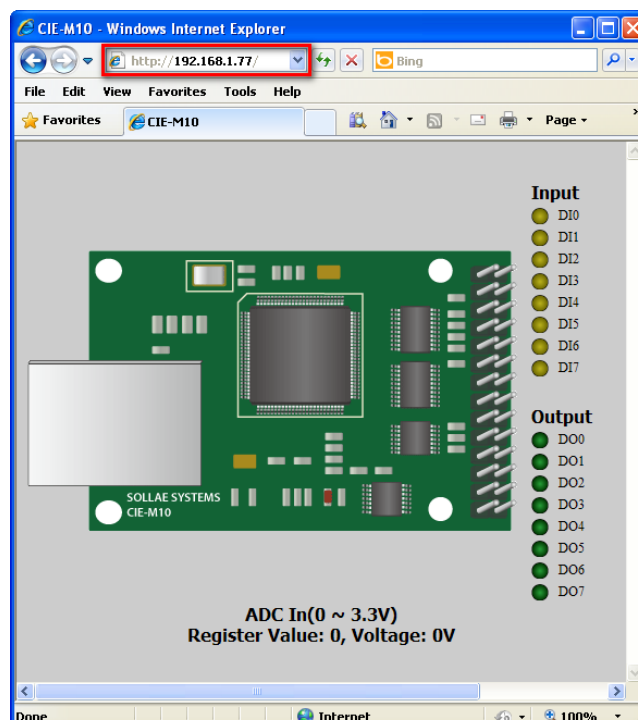 CIE-M10 - Windows Internet Explorer
http://192.168.1.77/
Bing
File Edit View Favorites Tools Help
Favorites
CIE-M10
Page
Input
DI0
DI1
DI2
DI3
DI4
DI5
DI6
DI7
Output
DO0
DO1
DO2
DO3
DO4
DO5
DO6
DO7
SOLLAE SYSTEMS
CIE-M10
ADC In(0 ~ 3.3V)
Register Value: 0, Voltage: 0V
Done
Internet
100%